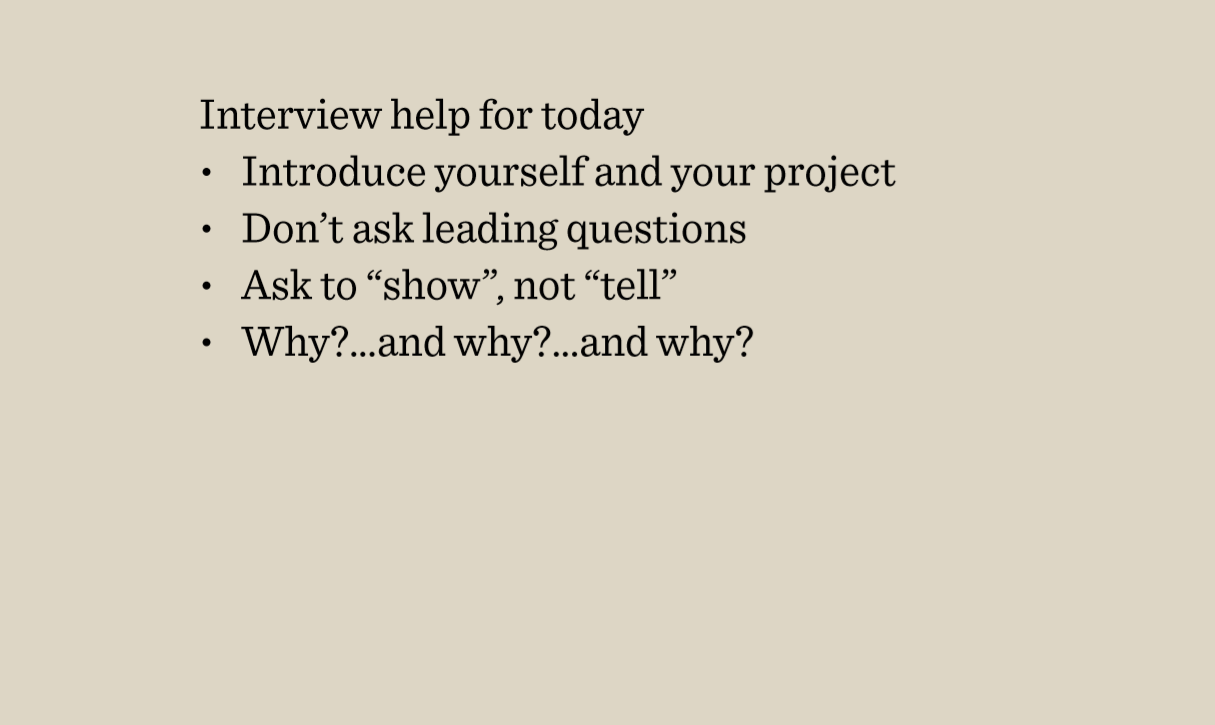 Interview help for today
• Introduce yourself and your project
• Don’t ask leading questions
• Ask to “show”, not “tell”
• Why?...and why?...and why?